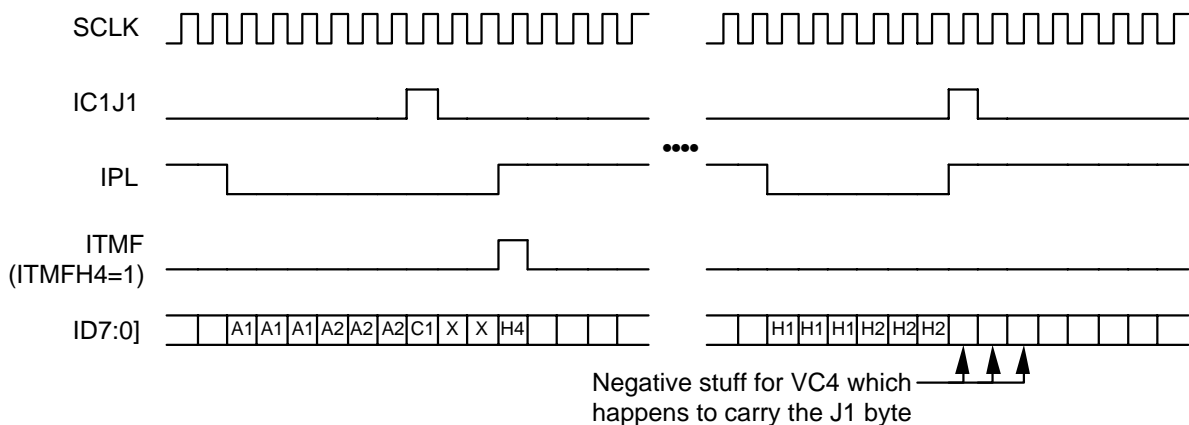 SCLK
IC1J1
IPL
ITMF
(ITMFH4=1)
ID7:0] A1 A1 A1 A2 A2 A2 C1 X X H4 H1 H1 H1 H2 H2 H2
Negative stuff for VC4 which
happens to carry the J1 byte